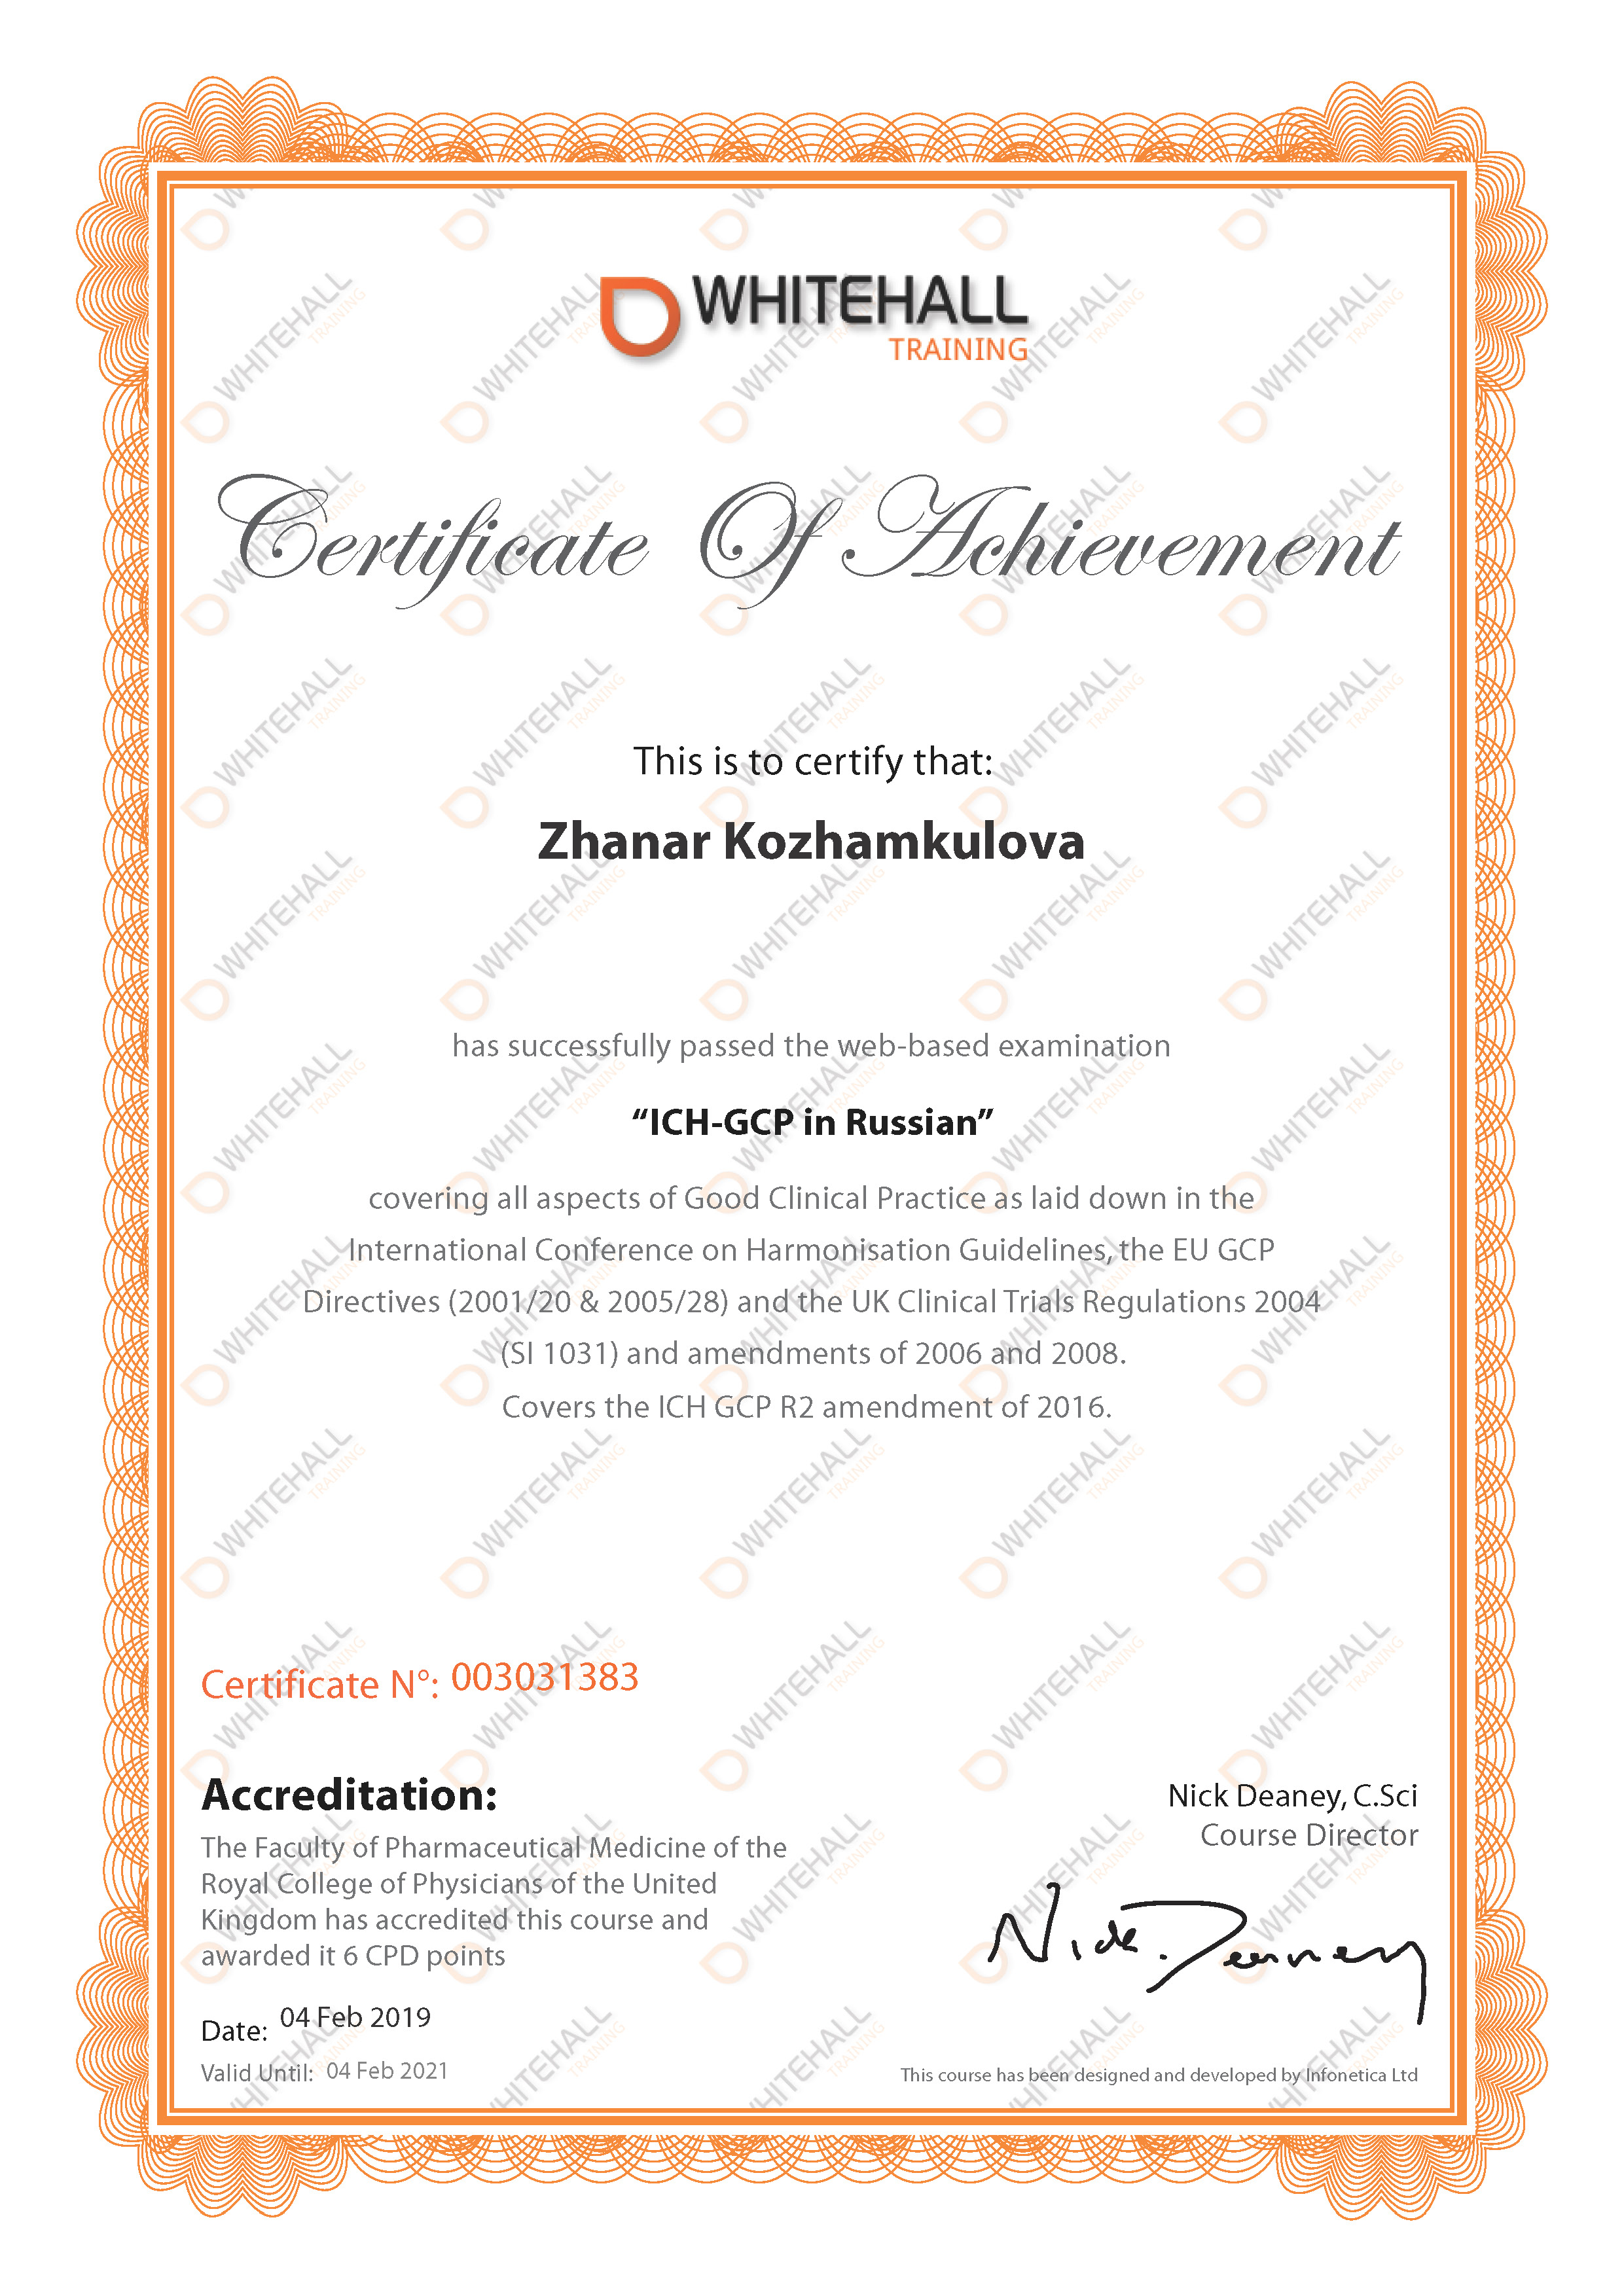 WHITEHALL
TRAINING
Certificate Of Achievement
This is to certify that:
Zhanar Kozhamkulova
has successfully passed the web-based examination
“ICH-GCP in Russian”
covering all aspects of Good Clinical Practice as laid down in the
International Conference on Harmonisation Guidelines, the EU GCP
Directives (2001/20 & 2005/28) and the UK Clinical Trials Regulations 2004
(SI 1031) and amendments of 2006 and 2008.
Covers the ICH GCP R2 amendment of 2016.
Certificate N°: 003031383
Accreditation:
The Faculty of Pharmaceutical Medicine of the
Royal College of Physicians of the United
Kingdom has accredited this course and
awarded it 6 CPD points
Date: 04 Feb 2019
Valid Until: 04 Feb 2021
Nick Deaney, C.Sci
Course Director
Nick Deaney
This course has been designed and developed by Infonetica Ltd